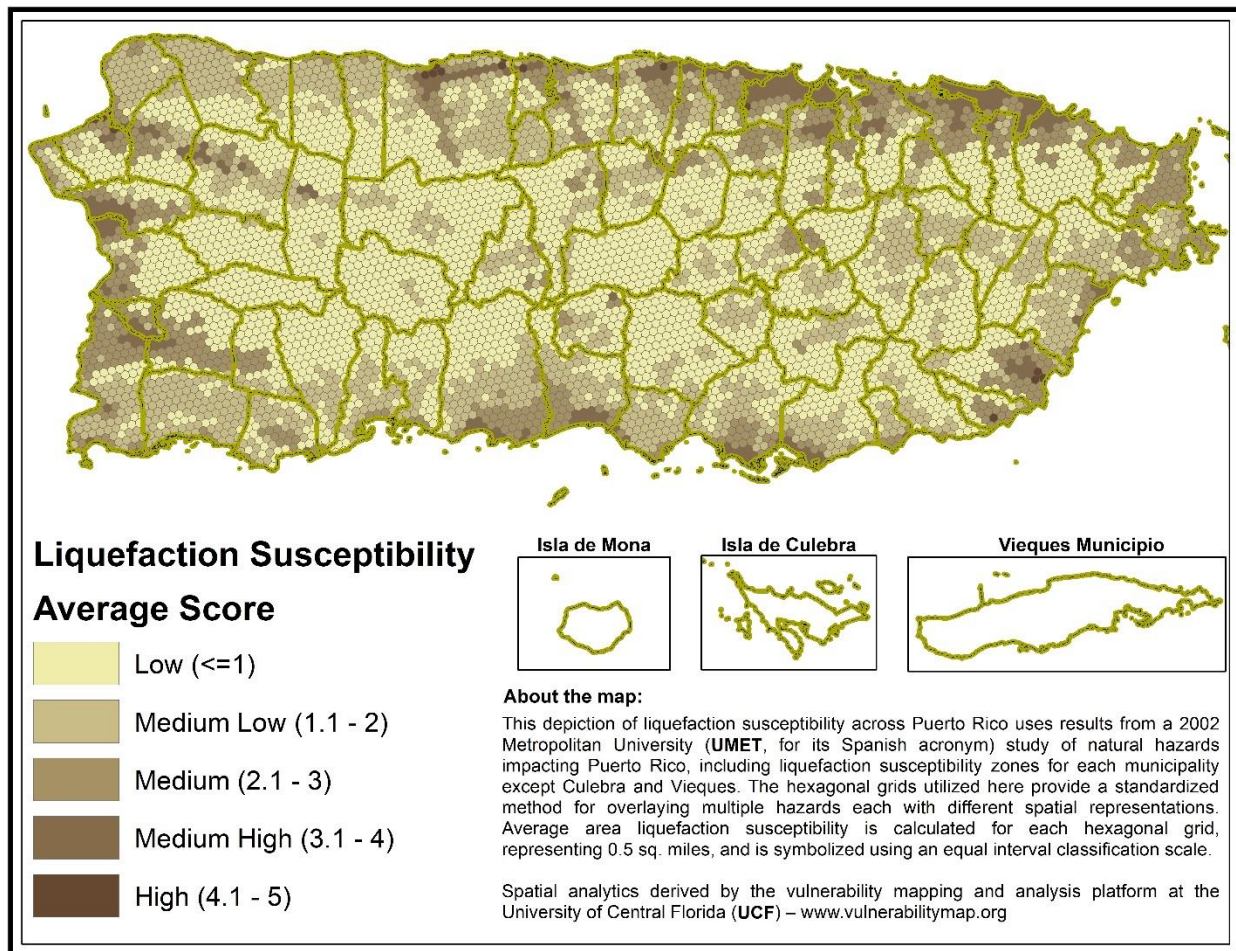 Liquefaction Susceptibility
Average Score
Low (<=1)
Medium Low (1.1 - 2)
Medium (2.1 - 3)
Medium High (3.1 - 4)
High (4.1 - 5)
Isla de Mona
Isla de Culebra
Vieques Municipio
About the map:
This depiction of liquefaction susceptibility across Puerto Rico uses results from a 2002
Metropolitan University (UMET, for its Spanish acronym) study of natural hazards
impacting Puerto Rico, including liquefaction susceptibility zones for each municipality
except Culebra and Vieques. The hexagonal grids utilized here provide a standardized
method for overlaying multiple hazards each with different spatial representations.
Average area liquefaction susceptibility is calculated for each hexagonal grid,
representing 0.5 sq. miles, and is symbolized using an equal interval classification scale.
Spatial analytics derived by the vulnerability mapping and analysis platform at the
University of Central Florida (UCF) – www.vulnerabilitymap.org